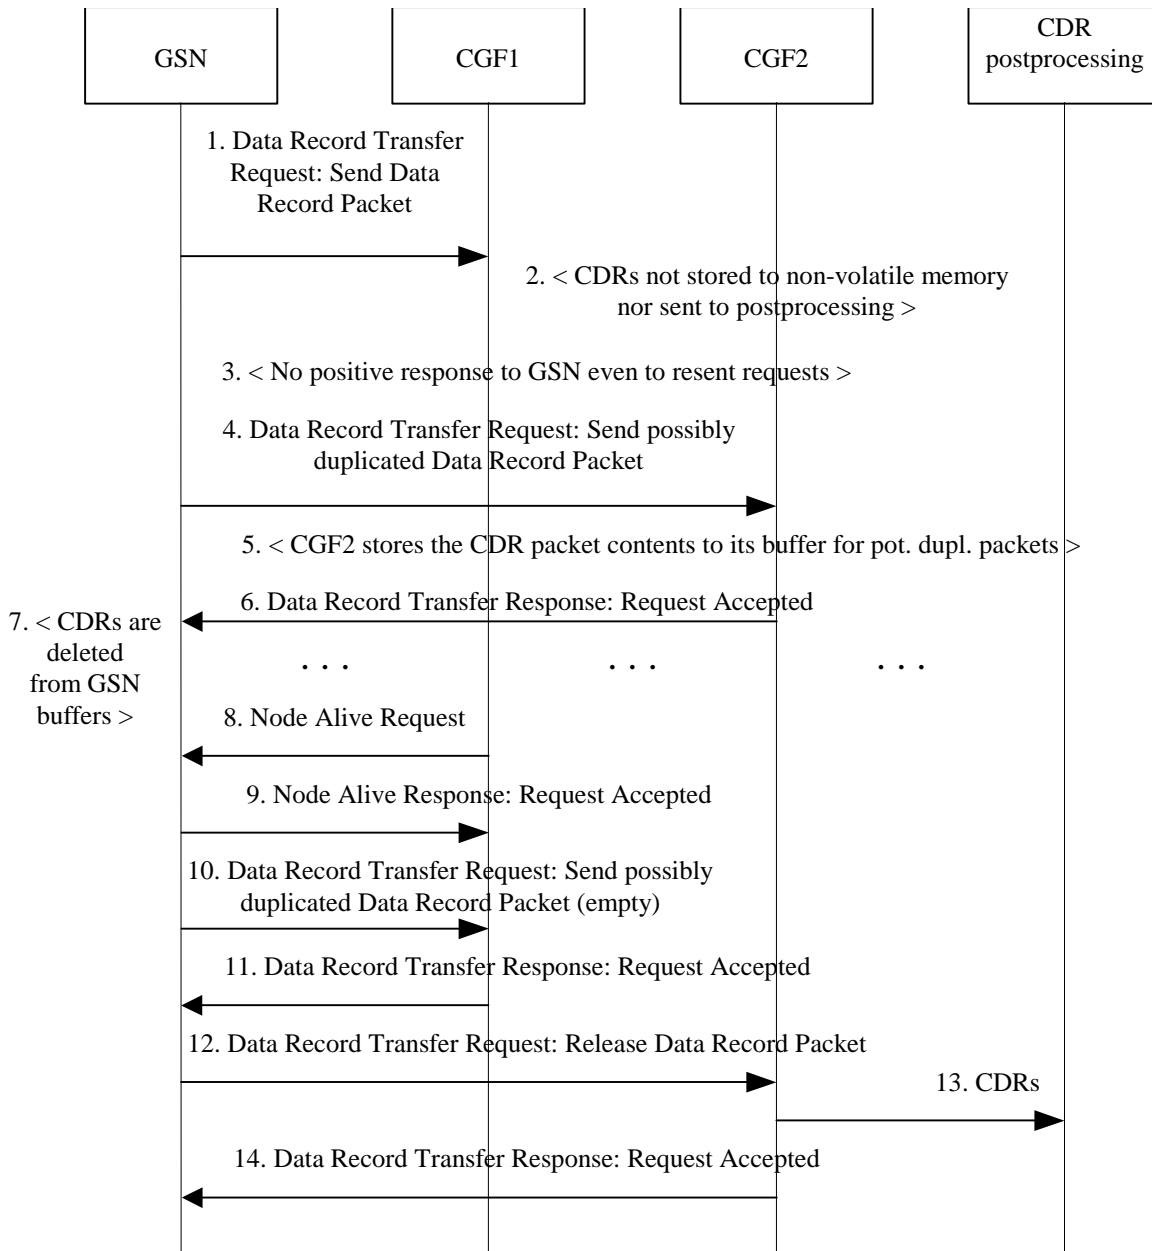 GSN
CGF1
CGF2
CDR
postprocessing
1. Data Record Transfer
Request: Send Data
Record Packet
2. < CDRs not stored to non-volatile memory
nor sent to postprocessing >
3. < No positive response to GSN even to resent requests >
4. Data Record Transfer Request: Send possibly
duplicated Data Record Packet
5. < CGF2 stores the CDR packet contents to its buffer for pot. dupl. packets >
6. Data Record Transfer Response: Request Accepted
7. < CDRs are
deleted
from GSN
buffers >
. . .
. . .
. . .
8. Node Alive Request
9. Node Alive Response: Request Accepted
10. Data Record Transfer Request: Send possibly
duplicated Data Record Packet (empty)
11. Data Record Transfer Response: Request Accepted
12. Data Record Transfer Request: Release Data Record Packet
13. CDRs
14. Data Record Transfer Response: Request Accepted